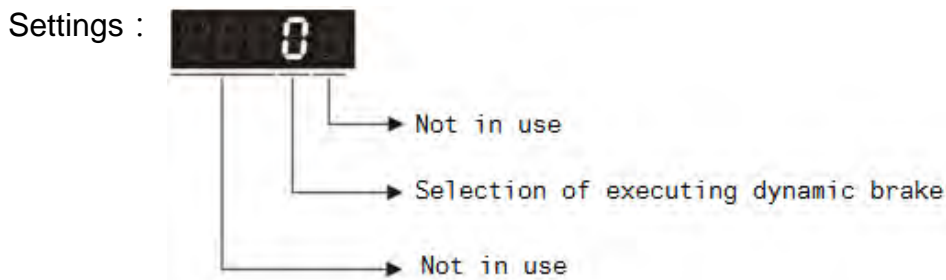 Settings：
0
Not in use
Selection of executing dynamic brake
Not in use